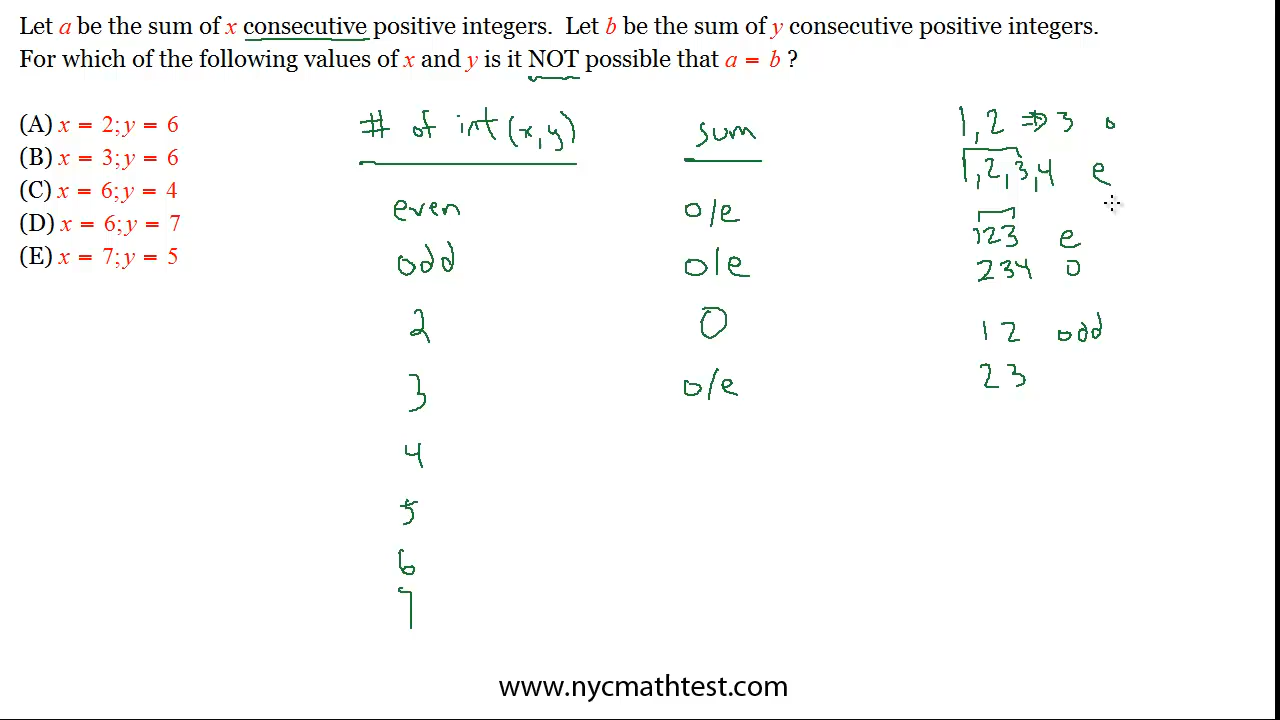 Let a be the sum of x consecutive positive integers. Let b be the sum of y consecutive positive integers.
For which of the following values of x and y is it NOT possible that a = b ?
(A) x = 2; y = 6
(B) x = 3; y = 6
(C) x = 6; y = 4
(D) x = 6; y = 7
(E) x = 7; y = 5
# of int (x, y)
sum
even o/e
odd o/e
2 O
3 o/e
4
5
6
7
1, 2 ⇒ 3 o
1, 2, 3, 4 e
123 e
234 o
12 odd
23
www.nycmathtest.com